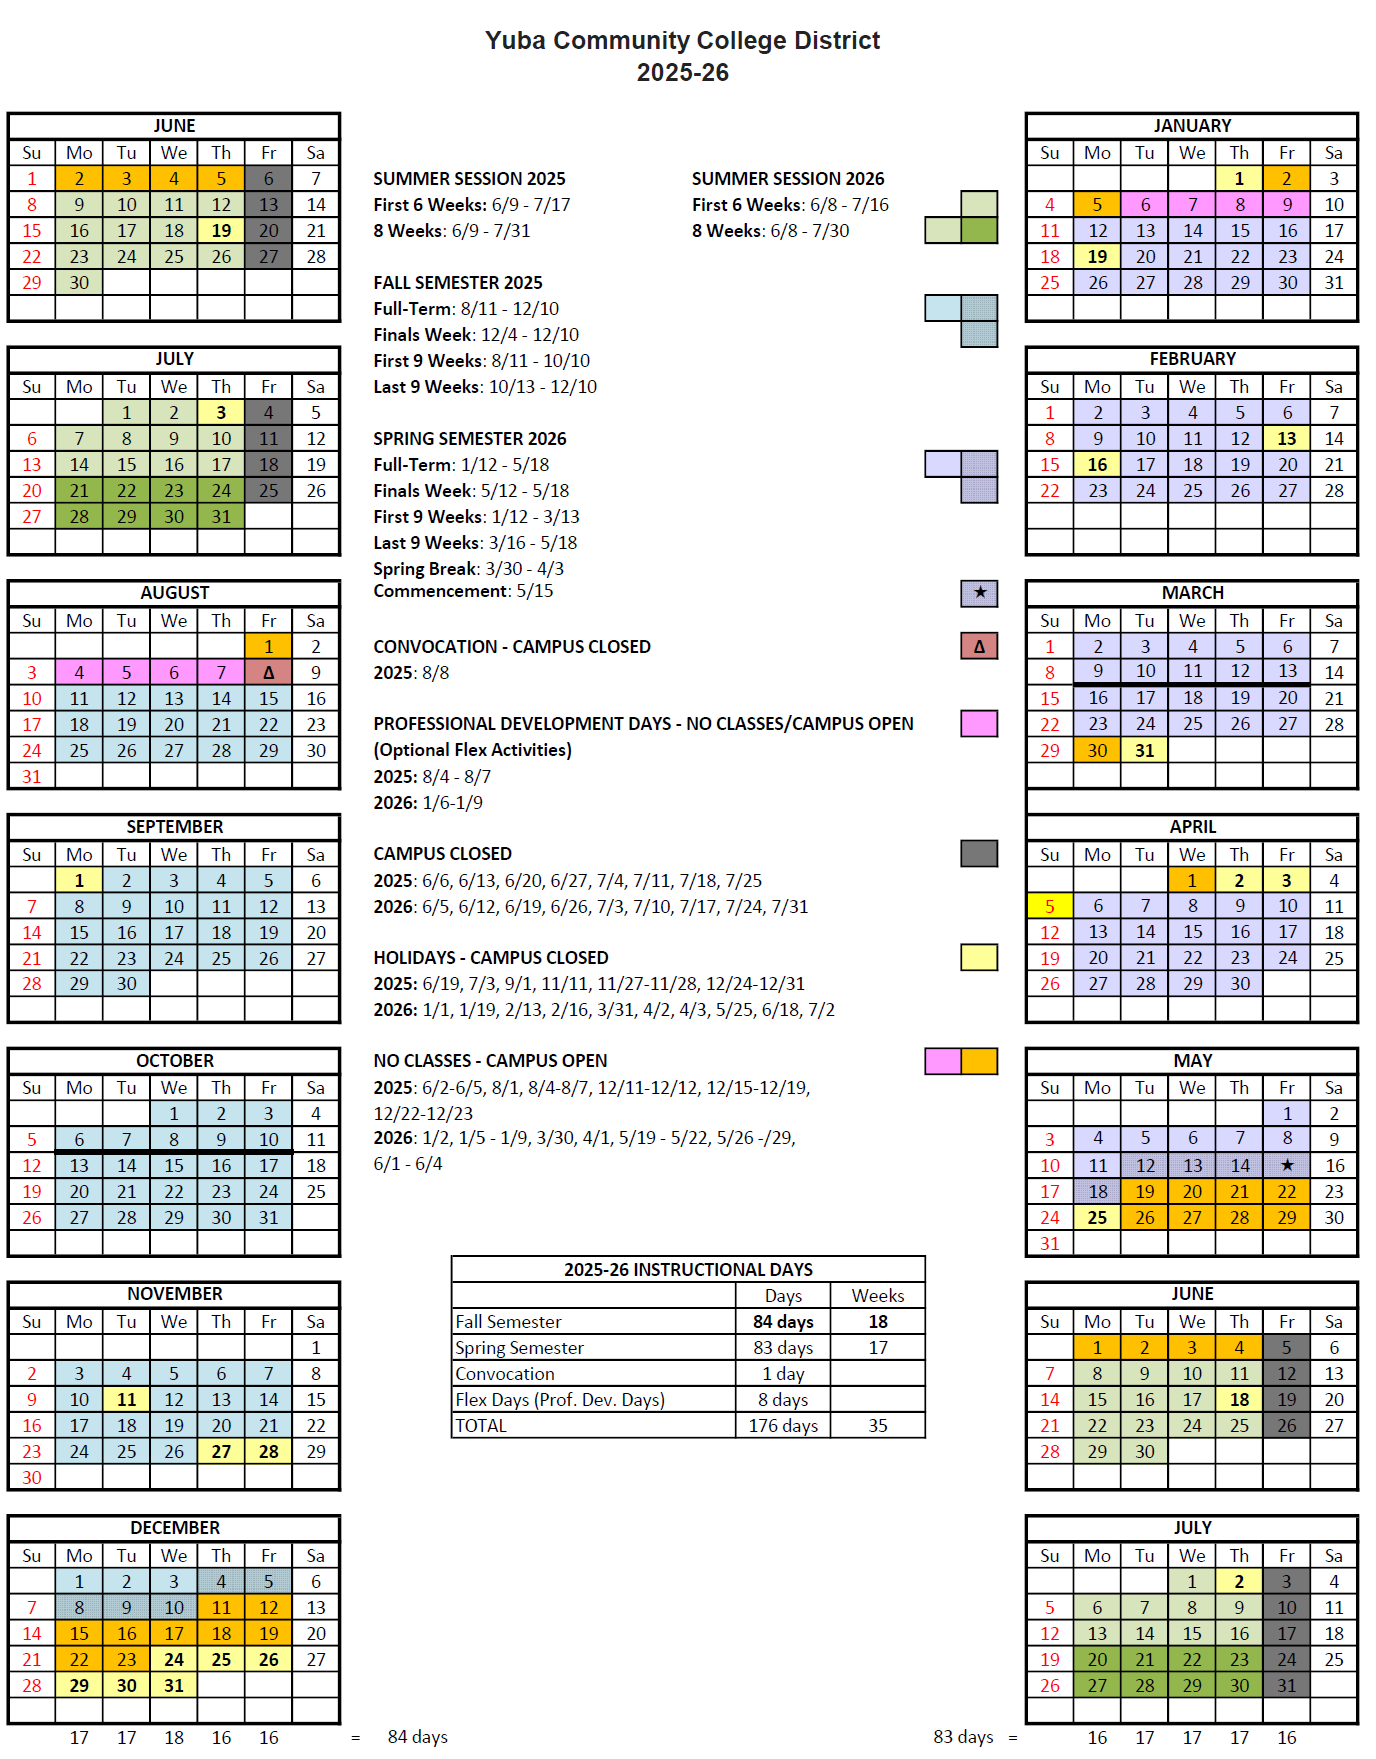 Yuba Community College District
2025-26
JUNE
Su Mo Tu We Th Fr Sa
1 2 3 4 5 6 7
8 9 10 11 12 13 14
15 16 17 18 19 20 21
22 23 24 25 26 27 28
29 30
JULY
Su Mo Tu We Th Fr Sa
1 2 3 4 5
6 7 8 9 10 11 12
13 14 15 16 17 18 19
20 21 22 23 24 25 26
27 28 29 30 31
AUGUST
Su Mo Tu We Th Fr Sa
1 2
3 4 5 6 7 Δ 9
10 11 12 13 14 15 16
17 18 19 20 21 22 23
24 25 26 27 28 29 30
31
SEPTEMBER
Su Mo Tu We Th Fr Sa
1 2 3 4 5 6
7 8 9 10 11 12 13
14 15 16 17 18 19 20
21 22 23 24 25 26 27
28 29 30
OCTOBER
Su Mo Tu We Th Fr Sa
1 2 3 4
5 6 7 8 9 10 11
12 13 14 15 16 17 18
19 20 21 22 23 24 25
26 27 28 29 30 31
NOVEMBER
Su Mo Tu We Th Fr Sa
1
2 3 4 5 6 7 8
9 10 11 12 13 14 15
16 17 18 19 20 21 22
23 24 25 26 27 28 29
30
DECEMBER
Su Mo Tu We Th Fr Sa
1 2 3 4 5 6
7 8 9 10 11 12 13
14 15 16 17 18 19 20
21 22 23 24 25 26 27
28 29 30 31
17 17 18 16 16 = 84 days
SUMMER SESSION 2025
First 6 Weeks: 6/9 - 7/17
8 Weeks: 6/9 - 7/31
SUMMER SESSION 2026
First 6 Weeks: 6/8 - 7/16
8 Weeks: 6/8 - 7/30
FALL SEMESTER 2025
Full-Term: 8/11 - 12/10
Finals Week: 12/4 - 12/10
First 9 Weeks: 8/11 - 10/10
Last 9 Weeks: 10/13 - 12/10
SPRING SEMESTER 2026
Full-Term: 1/12 - 5/18
Finals Week: 5/12 - 5/18
First 9 Weeks: 1/12 - 3/13
Last 9 Weeks: 3/16 - 5/18
Spring Break: 3/30 - 4/3
Commencement: 5/15 ★
CONVOCATION - CAMPUS CLOSED Δ
2025: 8/8
PROFESSIONAL DEVELOPMENT DAYS - NO CLASSES/CAMPUS OPEN
(Optional Flex Activities)
2025: 8/4 - 8/7
2026: 1/6-1/9
CAMPUS CLOSED
2025: 6/6, 6/13, 6/20, 6/27, 7/4, 7/11, 7/18, 7/25
2026: 6/5, 6/12, 6/19, 6/26, 7/3, 7/10, 7/17, 7/24, 7/31
HOLIDAYS - CAMPUS CLOSED
2025: 6/19, 7/3, 9/1, 11/11, 11/27-11/28, 12/24-12/31
2026: 1/1, 1/19, 2/13, 2/16, 3/31, 4/2, 4/3, 5/25, 6/18, 7/2
NO CLASSES - CAMPUS OPEN
2025: 6/2-6/5, 8/1, 8/4-8/7, 12/11-12/12, 12/15-12/19,
12/22-12/23
2026: 1/2, 1/5 - 1/9, 3/30, 4/1, 5/19 - 5/22, 5/26 -/29,
6/1 - 6/4
2025-26 INSTRUCTIONAL DAYS
Days Weeks
Fall Semester 84 days 18
Spring Semester 83 days 17
Convocation 1 day
Flex Days (Prof. Dev. Days) 8 days
TOTAL 176 days 35
JANUARY
Su Mo Tu We Th Fr Sa
1 2 3
4 5 6 7 8 9 10
11 12 13 14 15 16 17
18 19 20 21 22 23 24
25 26 27 28 29 30 31
FEBRUARY
Su Mo Tu We Th Fr Sa
1 2 3 4 5 6 7
8 9 10 11 12 13 14
15 16 17 18 19 20 21
22 23 24 25 26 27 28
MARCH
Su Mo Tu We Th Fr Sa
1 2 3 4 5 6 7
8 9 10 11 12 13 14
15 16 17 18 19 20 21
22 23 24 25 26 27 28
29 30 31
APRIL
Su Mo Tu We Th Fr Sa
1 2 3 4
5 6 7 8 9 10 11
12 13 14 15 16 17 18
19 20 21 22 23 24 25
26 27 28 29 30
MAY
Su Mo Tu We Th Fr Sa
1 2
3 4 5 6 7 8 9
10 11 12 13 14 ★ 16
17 18 19 20 21 22 23
24 25 26 27 28 29 30
31
JUNE
Su Mo Tu We Th Fr Sa
1 2 3 4 5 6
7 8 9 10 11 12 13
14 15 16 17 18 19 20
21 22 23 24 25 26 27
28 29 30
JULY
Su Mo Tu We Th Fr Sa
1 2 3 4
5 6 7 8 9 10 11
12 13 14 15 16 17 18
19 20 21 22 23 24 25
26 27 28 29 30 31
83 days = 16 17 17 17 16